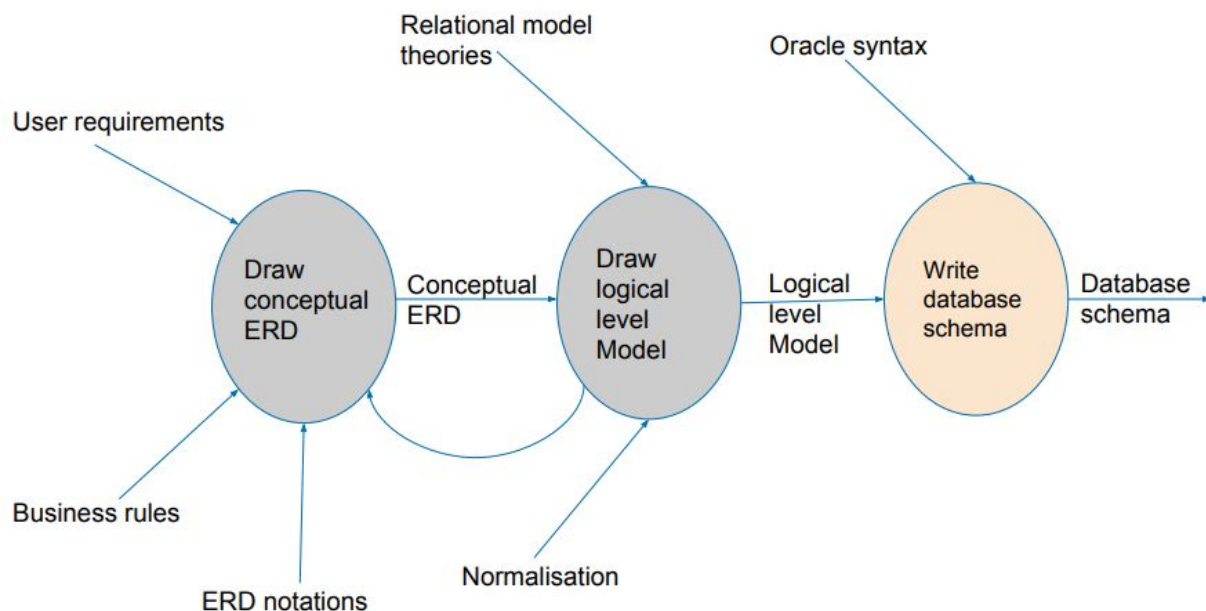 Relational model
theories
Oracle syntax
User requirements
Draw
conceptual
ERD
Conceptual
ERD
Draw
logical
level
Model
Logical
level
Model
Write
database
schema
Database
schema
Business rules
Normalisation
ERD notations